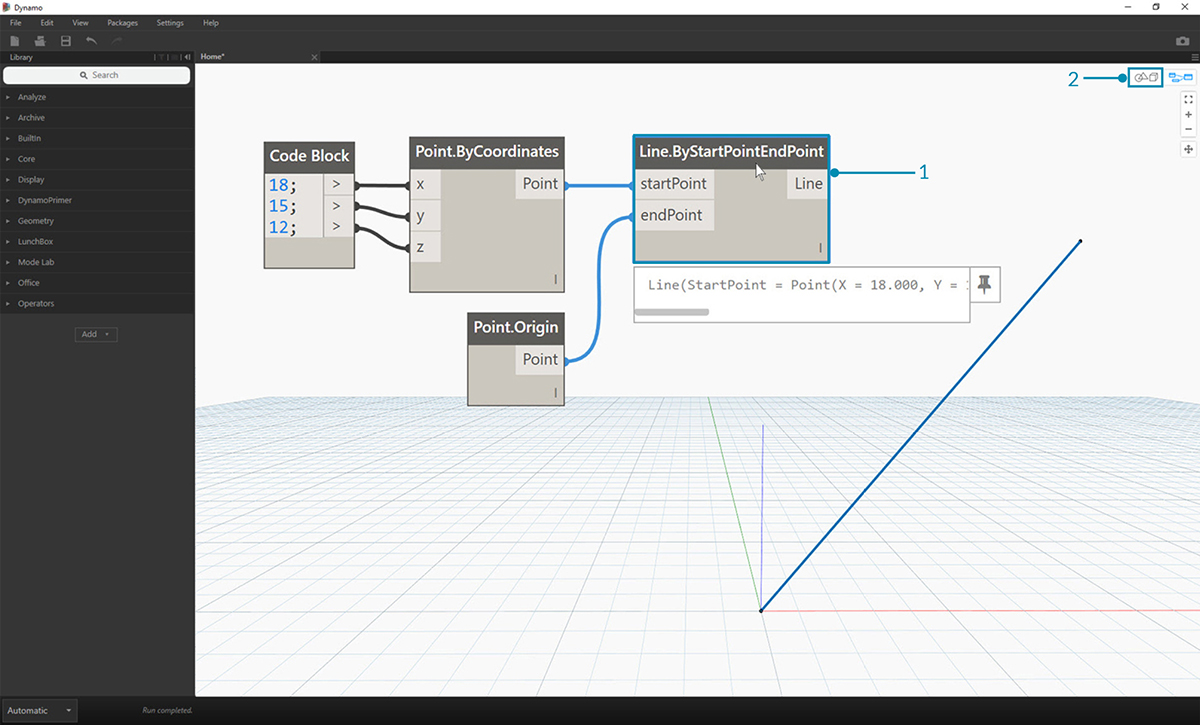 Dynamo
File Edit View Packages Settings Help
Library
Home*
Search
2
Analyze
Archive
BuiltIn
Core
Display
DynamoPrimer
Geometry
LunchBox
Mode Lab
Office
Operators
Add
Code Block
18; >
15; >
12; >
Point.ByCoordinates
x Point
y
z
l
Line.ByStartPointEndPoint
startPoint Line
endPoint
l
1
Line(StartPoint = Point(X = 18.000, Y =
Point.Origin
Point
l
Automatic
Run completed.